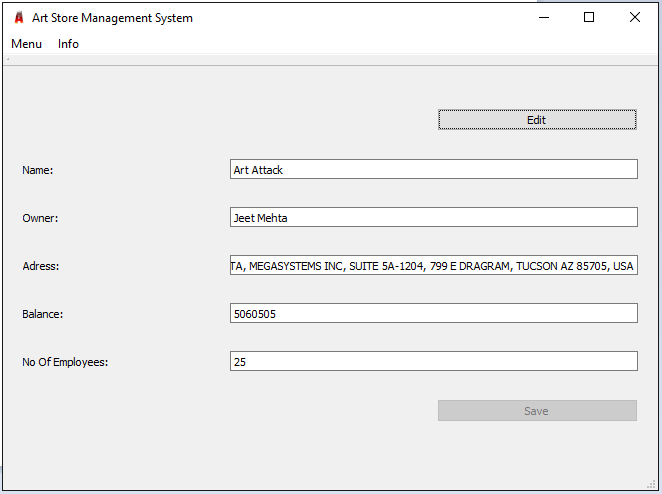 Art Store Management System
Menu Info
Edit
Name: Art Attack
Owner: Jeet Mehta
Adress: TA, MEGASYSTEMS INC, SUITE 5A-1204, 799 E DRAGRAM, TUCSON AZ 85705, USA
Balance: 5060505
No Of Employees: 25
Save